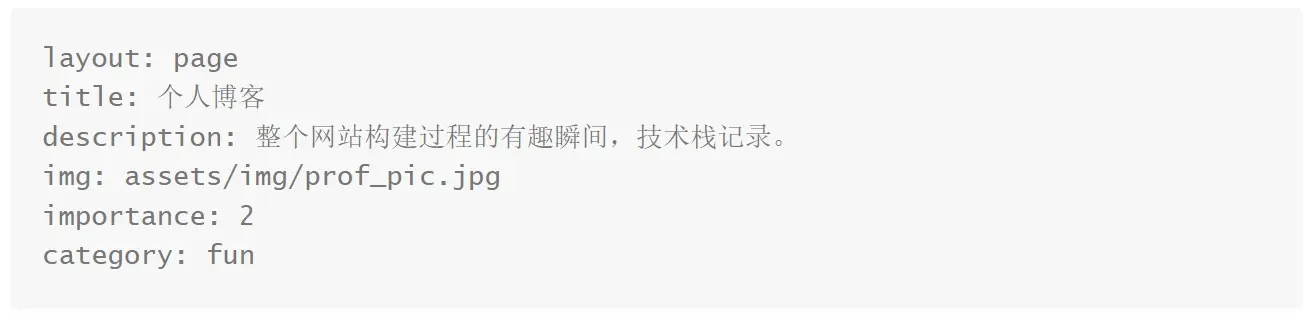 layout: page
title: 个人博客
description: 整个网站构建过程的有趣瞬间，技术栈记录。
img: assets/img/prof_pic.jpg
importance: 2
category: fun